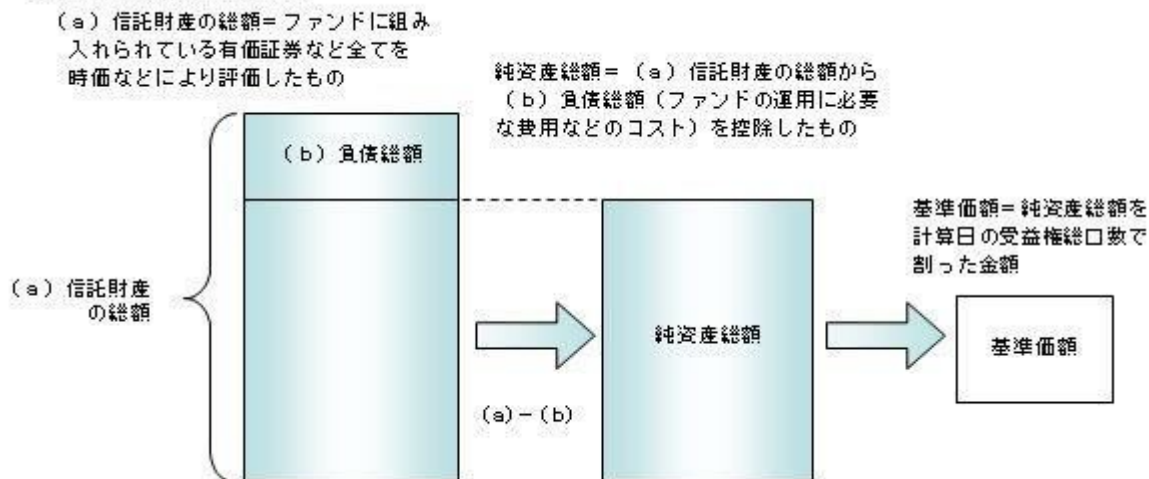 （a）信託財産の総額＝ファンドに組み
入れられている有価証券など全てを
時価などにより評価したもの
純資産総額＝（a）信託財産の総額から
（b）負債総額（ファンドの運用に必要
な費用などのコスト）を控除したもの
（b）負債総額
基準価額＝純資産総額を
計算日の受益権総口数で
割った金額
（a）信託財産
の総額
純資産総額
基準価額
（a）－（b）